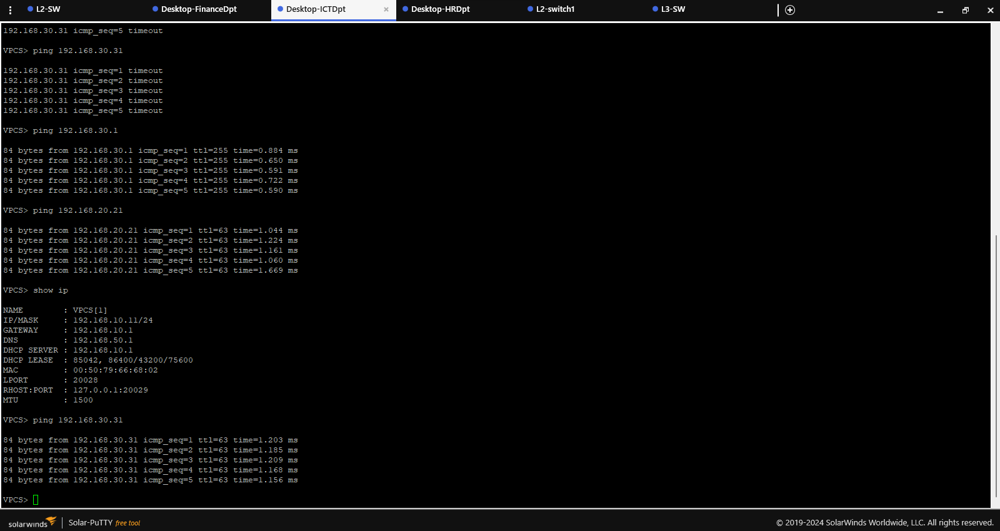 L2-SW Desktop-FinanceDpt Desktop-ICTDpt × Desktop-HRDpt L2-switch1 L3-SW
192.168.30.31 icmp_seq=5 timeout
VPCS> ping 192.168.30.31
192.168.30.31 icmp_seq=1 timeout
192.168.30.31 icmp_seq=2 timeout
192.168.30.31 icmp_seq=3 timeout
192.168.30.31 icmp_seq=4 timeout
192.168.30.31 icmp_seq=5 timeout
VPCS> ping 192.168.30.1
84 bytes from 192.168.30.1 icmp_seq=1 ttl=255 time=0.884 ms
84 bytes from 192.168.30.1 icmp_seq=2 ttl=255 time=0.650 ms
84 bytes from 192.168.30.1 icmp_seq=3 ttl=255 time=0.591 ms
84 bytes from 192.168.30.1 icmp_seq=4 ttl=255 time=0.722 ms
84 bytes from 192.168.30.1 icmp_seq=5 ttl=255 time=0.590 ms
VPCS> ping 192.168.20.21
84 bytes from 192.168.20.21 icmp_seq=1 ttl=63 time=1.044 ms
84 bytes from 192.168.20.21 icmp_seq=2 ttl=63 time=1.224 ms
84 bytes from 192.168.20.21 icmp_seq=3 ttl=63 time=1.161 ms
84 bytes from 192.168.20.21 icmp_seq=4 ttl=63 time=1.060 ms
84 bytes from 192.168.20.21 icmp_seq=5 ttl=63 time=1.669 ms
VPCS> show ip
NAME : VPCS[1]
IP/MASK : 192.168.10.11/24
GATEWAY : 192.168.10.1
DNS : 192.168.50.1
DHCP SERVER : 192.168.10.1
DHCP LEASE : 85042, 86400/43200/75600
MAC : 00:50:79:66:68:02
LPORT : 20028
RHOST:PORT : 127.0.0.1:20029
MTU : 1500
VPCS> ping 192.168.30.31
84 bytes from 192.168.30.31 icmp_seq=1 ttl=63 time=1.203 ms
84 bytes from 192.168.30.31 icmp_seq=2 ttl=63 time=1.185 ms
84 bytes from 192.168.30.31 icmp_seq=3 ttl=63 time=1.209 ms
84 bytes from 192.168.30.31 icmp_seq=4 ttl=63 time=1.168 ms
84 bytes from 192.168.30.31 icmp_seq=5 ttl=63 time=1.156 ms
VPCS>
solarwinds Solar-PuTTY free tool © 2019-2024 SolarWinds Worldwide, LLC. All rights reserved.